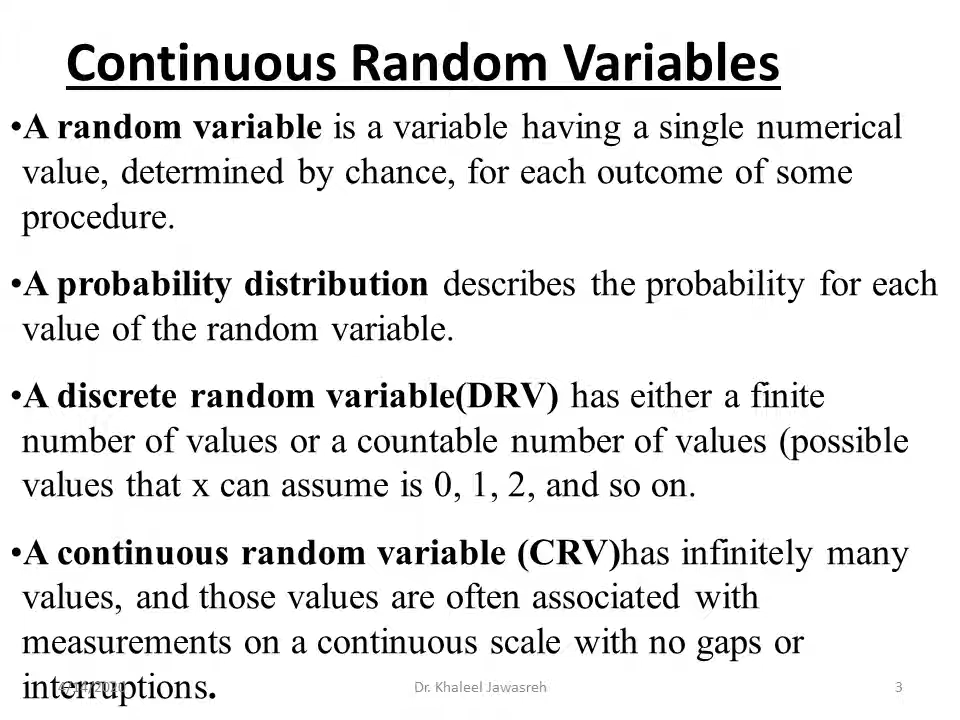 Continuous Random Variables
•A random variable is a variable having a single numerical
value, determined by chance, for each outcome of some
procedure.
•A probability distribution describes the probability for each
value of the random variable.
•A discrete random variable(DRV) has either a finite
number of values or a countable number of values (possible
values that x can assume is 0, 1, 2, and so on.
•A continuous random variable (CRV)has infinitely many
values, and those values are often associated with
measurements on a continuous scale with no gaps or
interruptions.
Dr. Khaleel Jawasreh
3